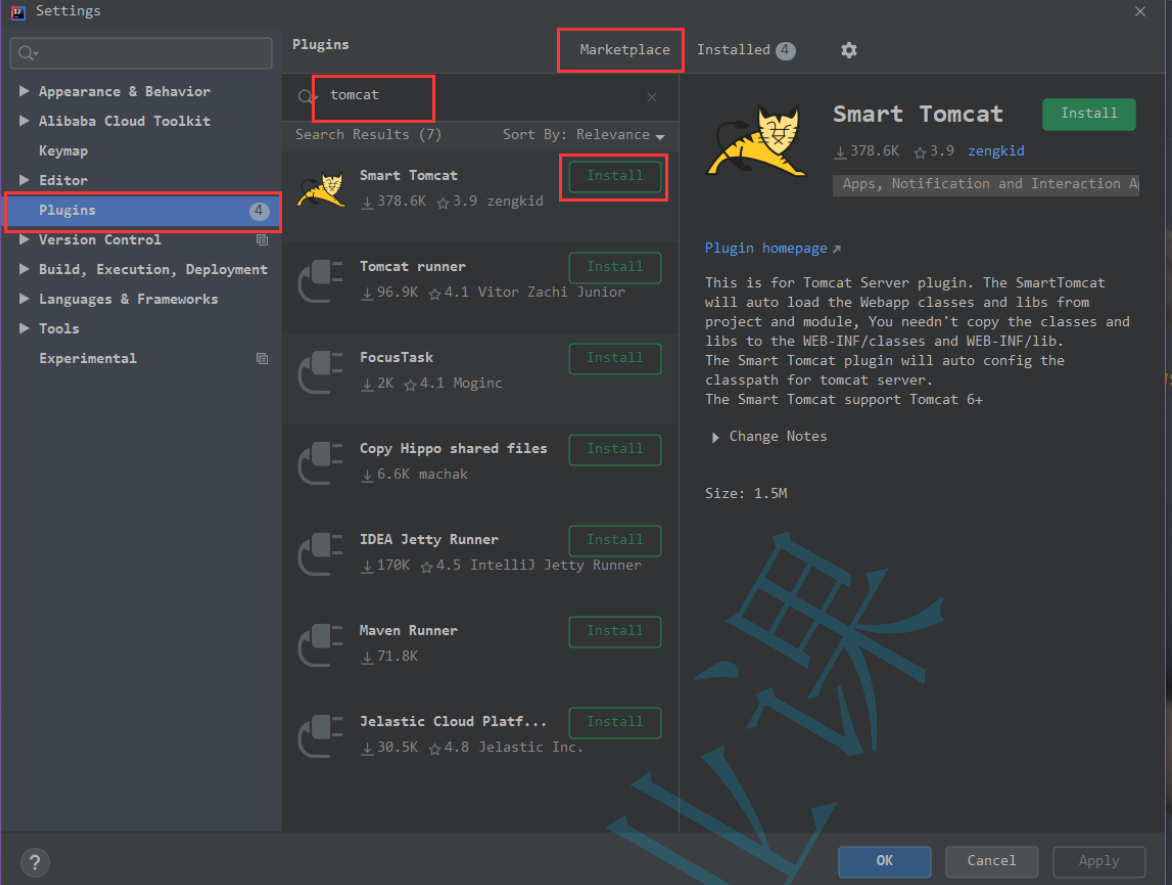 Settings
Plugins
Marketplace
Installed 4
Appearance & Behavior
Alibaba Cloud Toolkit
Keymap
Editor
Plugins 4
Version Control
Build, Execution, Deployment
Languages & Frameworks
Tools
Experimental
tomcat
Search Results (7)
Sort By: Relevance
Smart Tomcat
Install
378.6K 3.9 zengkid
Tomcat runner
Install
96.9K 4.1 Vitor Zachi Junior
FocusTask
Install
2K 4.1 Moginc
Copy Hippo shared files
Install
6.6K machak
IDEA Jetty Runner
Install
170K 4.5 IntelliJ Jetty Runner
Maven Runner
Install
71.8K
Jelastic Cloud Platf...
Install
30.5K 4.8 Jelastic Inc.
Smart Tomcat
Install
378.6K 3.9 zengkid
Apps, Notification and Interaction
Plugin homepage
This is for Tomcat Server plugin. The SmartTomcat
will auto load the Webapp classes and libs from
project and module, You needn't copy the classes and
libs to the WEB-INF/classes and WEB-INF/lib.
The Smart Tomcat plugin will auto config the
classpath for tomcat server.
The Smart Tomcat support Tomcat 6+
Change Notes
Size: 1.5M
?
OK
Cancel
Apply